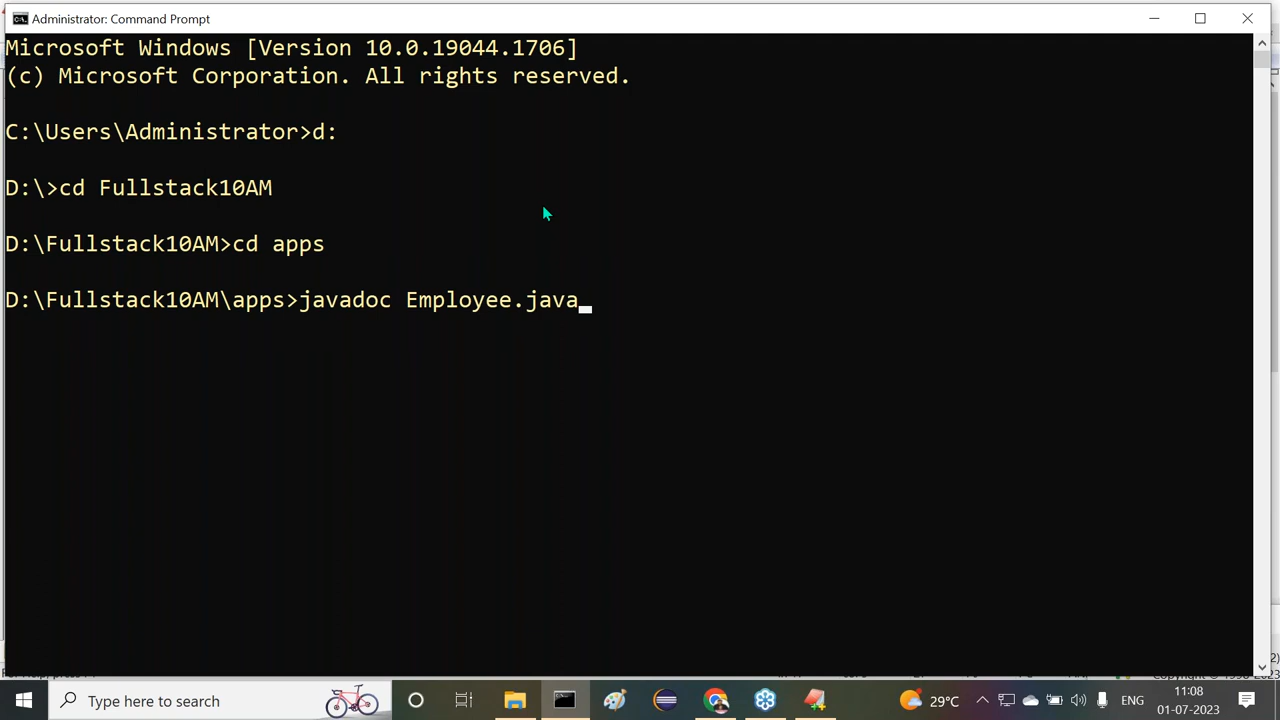 Administrator: Command Prompt
Microsoft Windows [Version 10.0.19044.1706]
(c) Microsoft Corporation. All rights reserved.
C:\Users\Administrator>d:
D:\>cd Fullstack10AM
D:\Fullstack10AM>cd apps
D:\Fullstack10AM\apps>javadoc Employee.java
Type here to search
29°C
ENG
11:08
01-07-2023